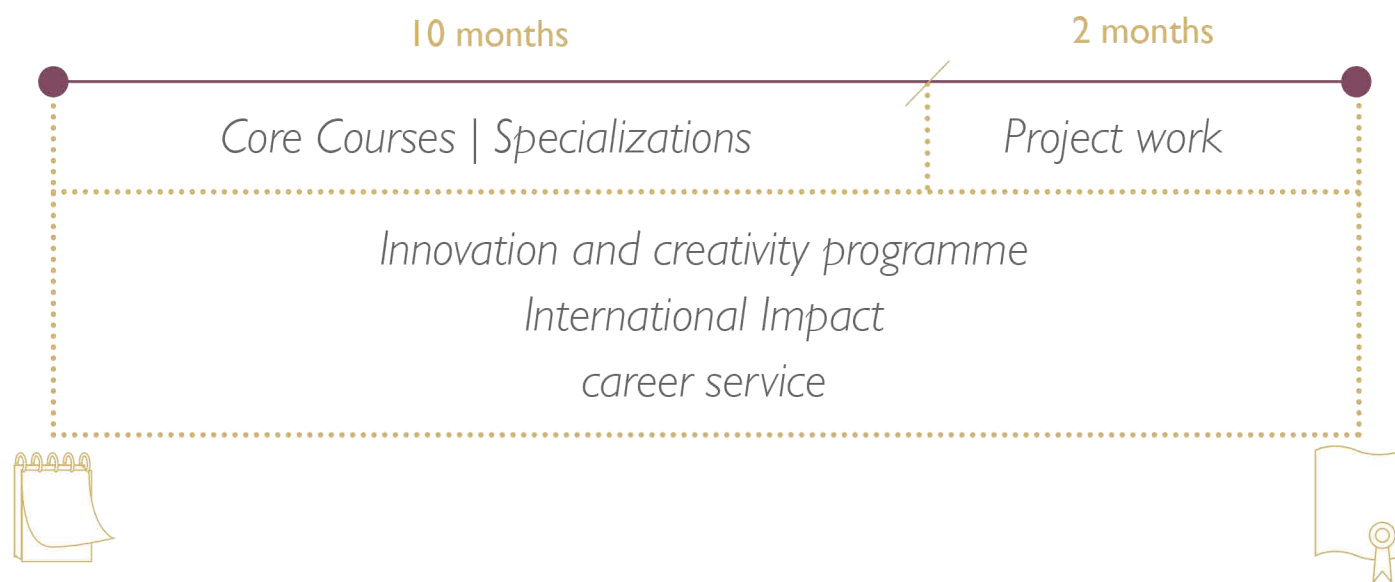 10 months
2 months
Core Courses | Specializations
Project work
Innovation and creativity programme
International Impact
career service